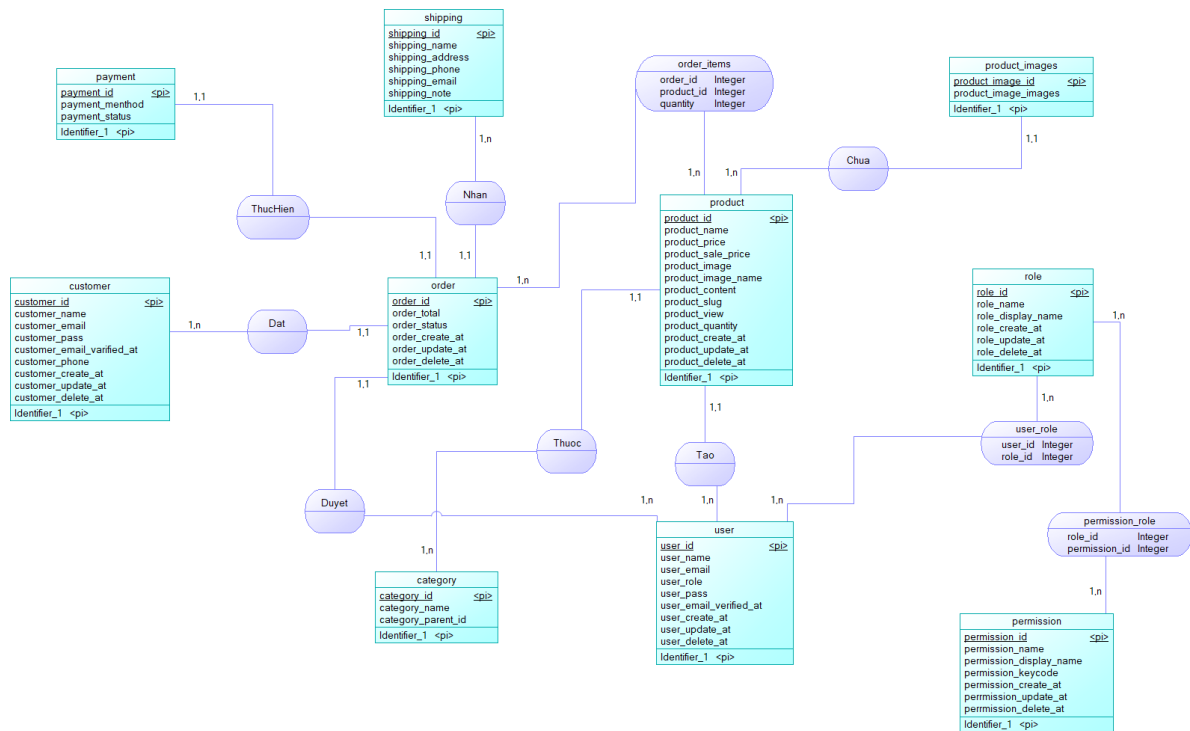 shipping
shipping_id <pi>
shipping_name
shipping_address
shipping_phone
shipping_email
shipping_note
Identifier_1 <pi>
payment
payment_id <pi>
payment_menthod
payment_status
Identifier_1 <pi>
order_items
order_id Integer
product_id Integer
quantity Integer
product_images
product_image_id <pi>
product_image_images
Identifier_1 <pi>
1,1
1,n
1,1
Chua
1,n
1,n
Nhan
ThucHien
1,1
1,1
1,n
product
product_id <pi>
product_name
product_price
product_sale_price
product_image
product_image_name
product_content
product_slug
product_view
product_quantity
product_create_at
product_update_at
product_delete_at
Identifier_1 <pi>
customer
customer_id <pi>
customer_name
customer_email
customer_pass
customer_email_varified_at
customer_phone
customer_create_at
customer_update_at
customer_delete_at
Identifier_1 <pi>
1,n
Dat
1,1
order
order_id <pi>
order_total
order_status
order_create_at
order_update_at
order_delete_at
Identifier_1 <pi>
1,1
1,1
role
role_id <pi>
role_name
role_display_name
role_create_at
role_update_at
role_delete_at
Identifier_1 <pi>
1,n
1,n
1,1
user_role
user_id Integer
role_id Integer
Thuoc
Tao
Duyet
1,n
1,n
1,n
1,n
permission_role
role_id Integer
permission_id Integer
1,n
category
category_id <pi>
category_name
category_parent_id
Identifier_1 <pi>
user
user_id <pi>
user_name
user_email
user_role
user_pass
user_email_verified_at
user_create_at
user_update_at
user_delete_at
Identifier_1 <pi>
permission
permission_id <pi>
permission_name
permission_display_name
permission_keycode
permission_create_at
perrmission_update_at
perrmission_delete_at
Identifier_1 <pi>